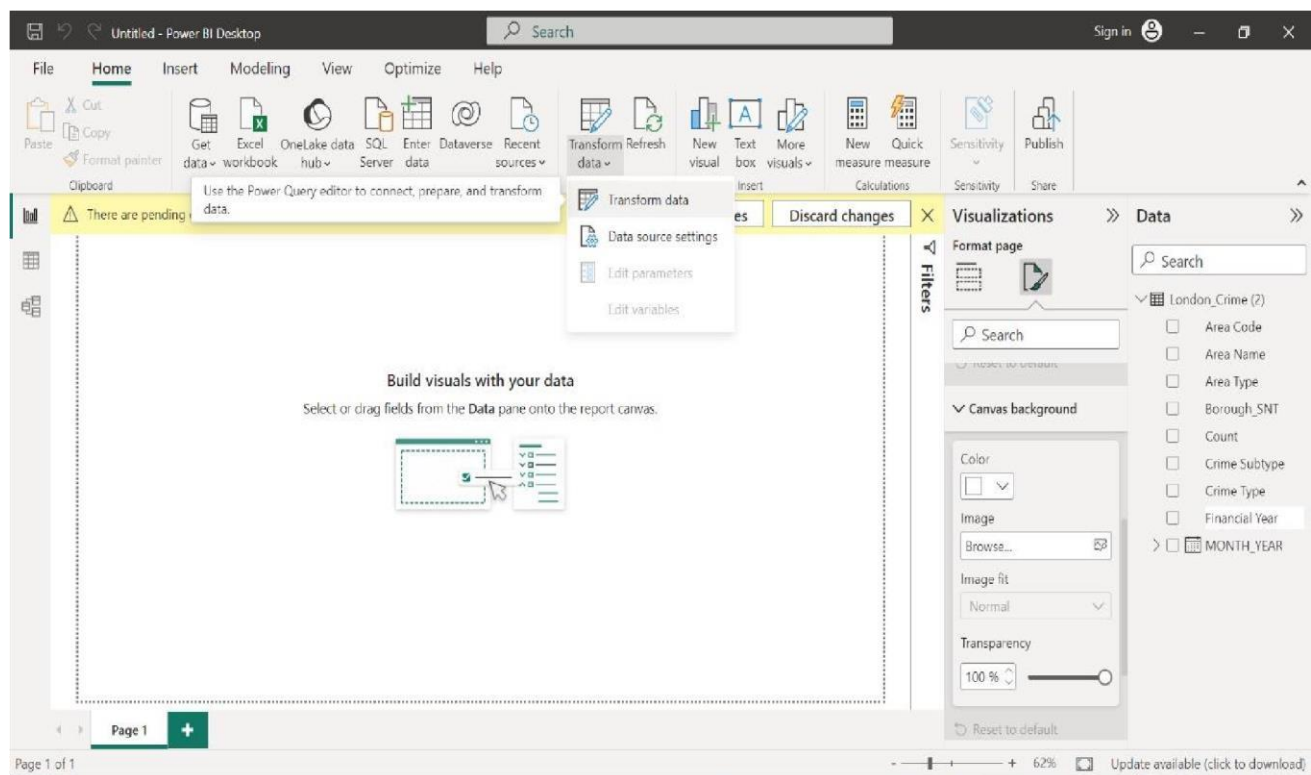 Untitled - Power BI Desktop
Search
Sign in
File Home Insert Modeling View Optimize Help
Paste
Cut
Copy
Format painter
Clipboard
Get data
Excel workbook
OneLake data hub
SQL Server
Enter data
Dataverse
Recent sources
Transform data
Refresh
New visual
Text box
More visuals
Insert
New measure
Quick measure
Calculations
Sensitivity
Sensitivity
Publish
Share
Use the Power Query editor to connect, prepare, and transform
data.
There are pending
es
Discard changes
Transform data
Data source settings
Edit parameters
Edit variables
Build visuals with your data
Select or drag fields from the Data pane onto the report canvas.
Filters
Visualizations
Format page
Search
Reset to default
Canvas background
Color
Image
Browse...
Image fit
Normal
Transparency
100 %
Reset to default
Data
Search
London_Crime (2)
Area Code
Area Name
Area Type
Borough_SNT
Count
Crime Subtype
Crime Type
Financial Year
MONTH_YEAR
Page 1
Page 1 of 1
- + 62%
Update available (click to download)